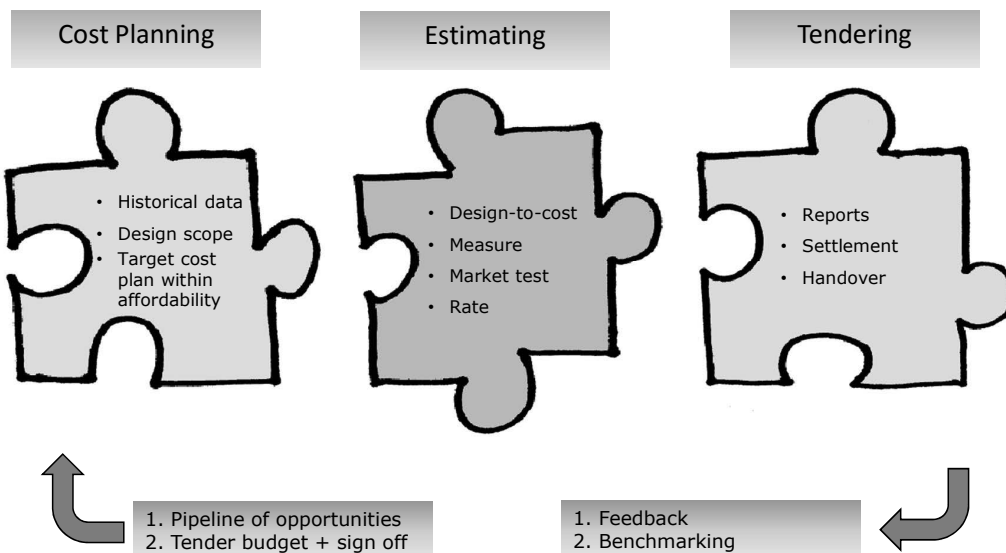 Cost Planning
• Historical data
• Design scope
• Target cost
plan within
affordability
Estimating
• Design-to-cost
• Measure
• Market test
• Rate
Tendering
• Reports
• Settlement
• Handover
1. Pipeline of opportunities
2. Tender budget + sign off
1. Feedback
2. Benchmarking